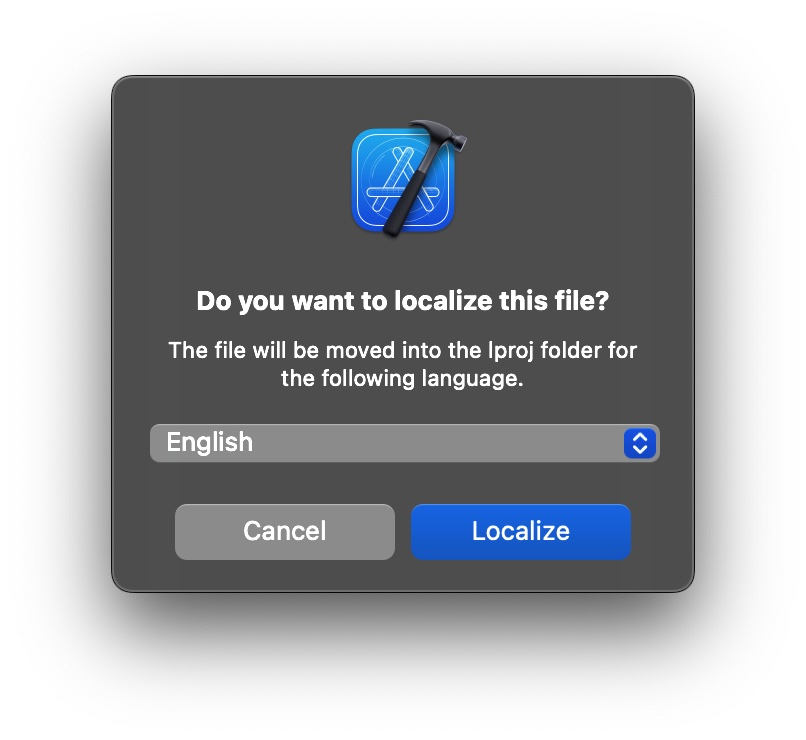 Do you want to localize this file?
The file will be moved into the lproj folder for
the following language.
English
Cancel
Localize